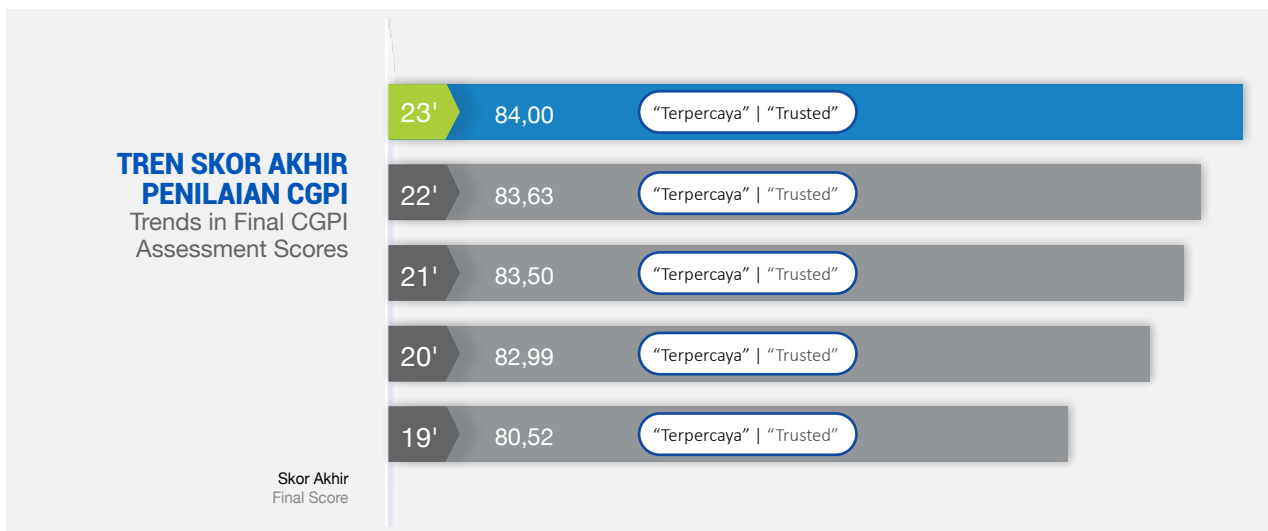 TREN SKOR AKHIR
PENILAIAN CGPI
Trends in Final CGPI
Assessment Scores
23' 84,00 “Terpercaya” | “Trusted”
22' 83,63 “Terpercaya” | “Trusted”
21' 83,50 “Terpercaya” | “Trusted”
20' 82,99 “Terpercaya” | “Trusted”
19' 80,52 “Terpercaya” | “Trusted”
Skor Akhir
Final Score